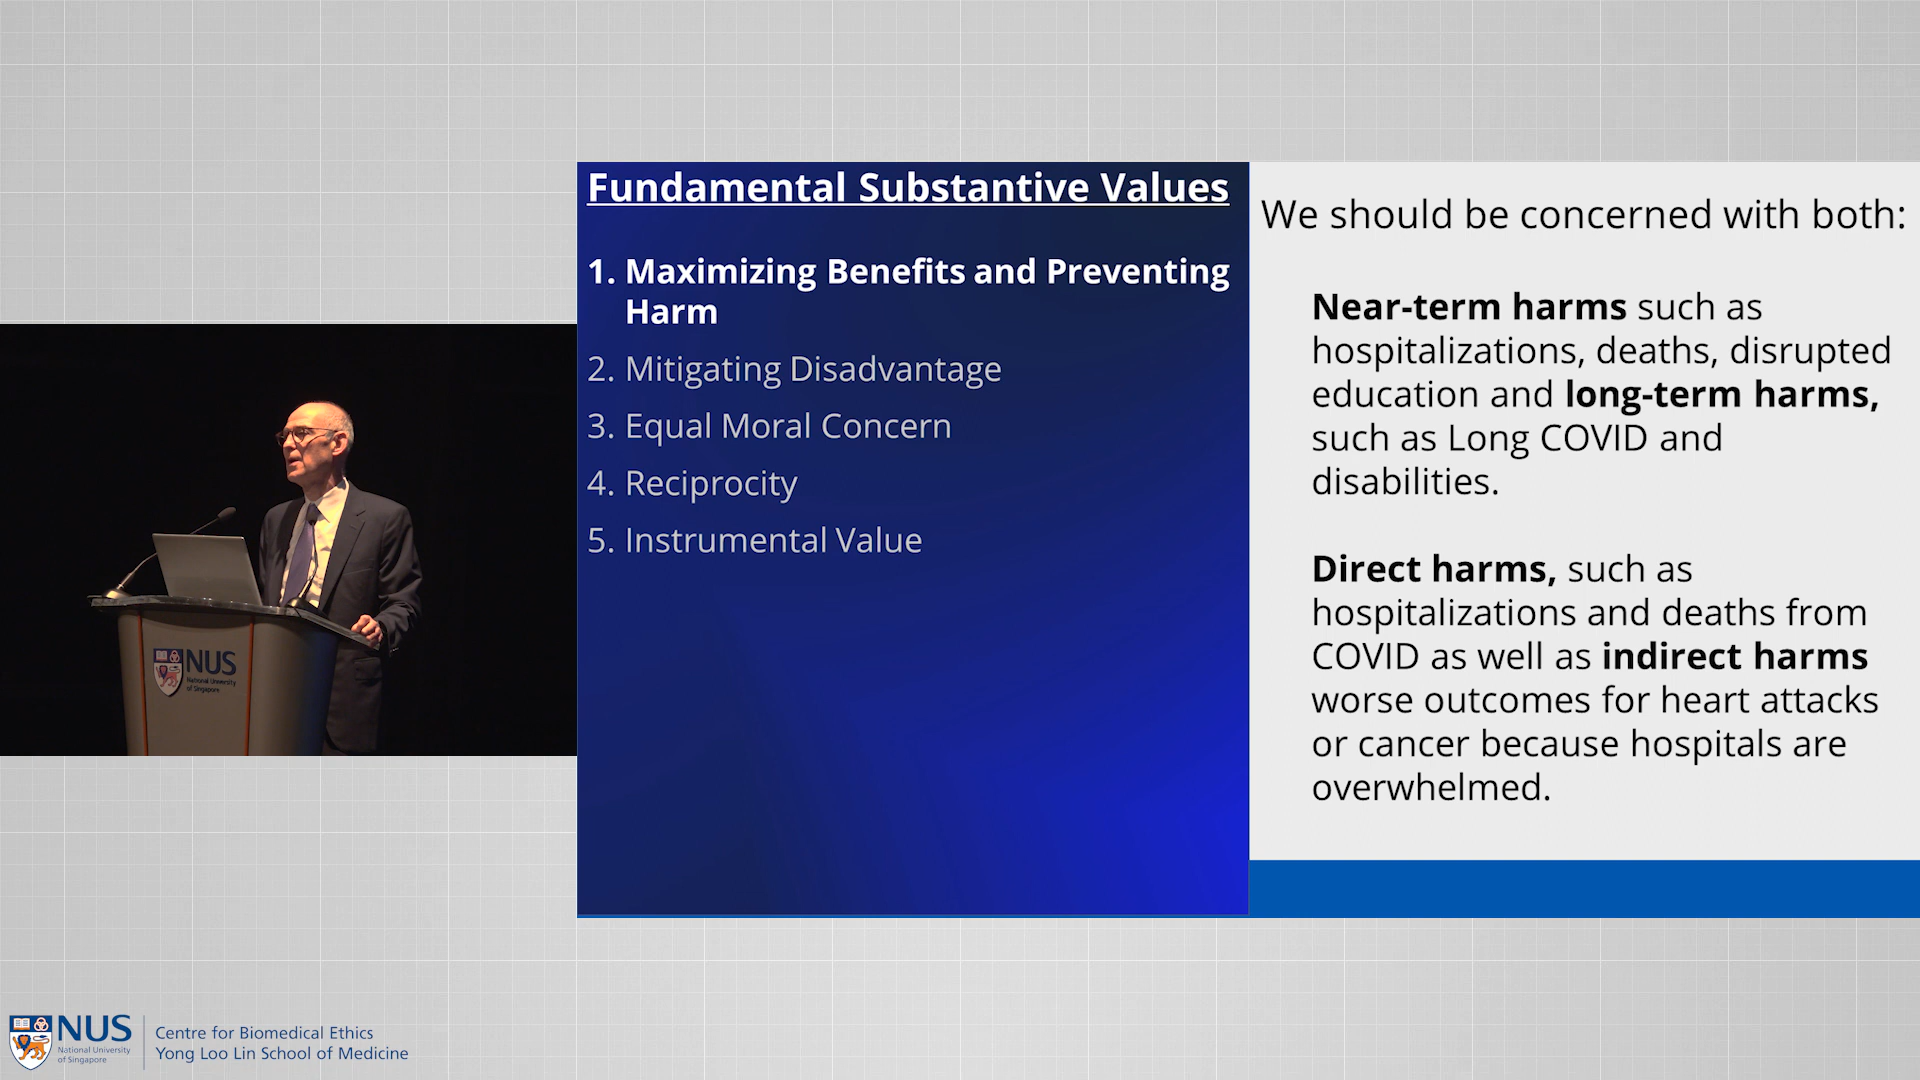 Fundamental Substantive Values
1. Maximizing Benefits and Preventing
Harm
2. Mitigating Disadvantage
3. Equal Moral Concern
4. Reciprocity
5. Instrumental Value
We should be concerned with both:
Near-term harms such as
hospitalizations, deaths, disrupted
education and long-term harms,
such as Long COVID and
disabilities.
Direct harms, such as
hospitalizations and deaths from
COVID as well as indirect harms
worse outcomes for heart attacks
or cancer because hospitals are
overwhelmed.
NUS
National University
of Singapore
NUS
National University
of Singapore
Centre for Biomedical Ethics
Yong Loo Lin School of Medicine